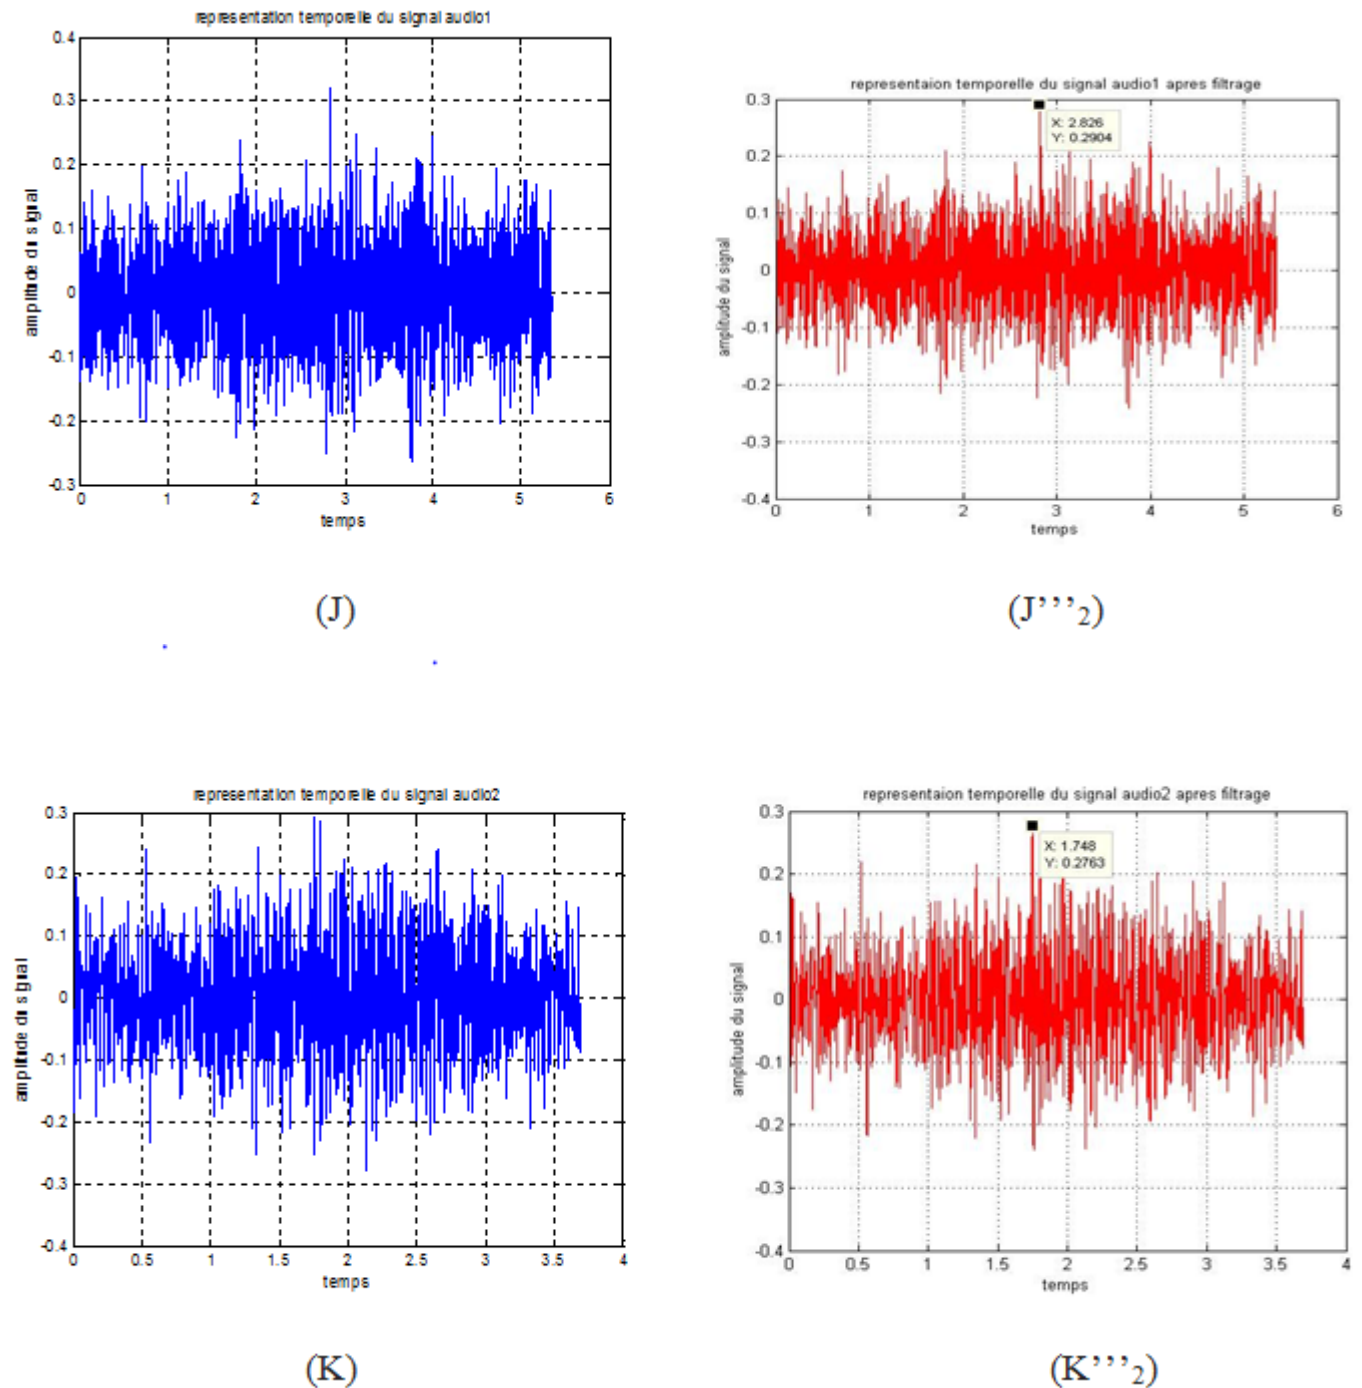 representation temporelle du signal audio1
0.4
0.3
0.2
0.1
0
-0.1
-0.2
-0.3
amplitude du signal
0 1 2 3 4 5 6
temps
(J)
representaion temporelle du signal audio1 apres filtrage
0.3
0.2
0.1
0
-0.1
-0.2
-0.3
-0.4
amplitude du signal
X: 2.826
Y: 0.2904
0 1 2 3 4 5 6
temps
(J’’’2)
representation temporelle du signal audio2
0.3
0.2
0.1
0
-0.1
-0.2
-0.3
-0.4
amplitude du signal
0 0.5 1 1.5 2 2.5 3 3.5 4
temps
(K)
representaion temporelle du signal audio2 apres filtrage
0.3
0.2
0.1
0
-0.1
-0.2
-0.3
-0.4
amplitude du signal
X: 1.748
Y: 0.2763
0 0.5 1 1.5 2 2.5 3 3.5 4
temps
(K’’’2)